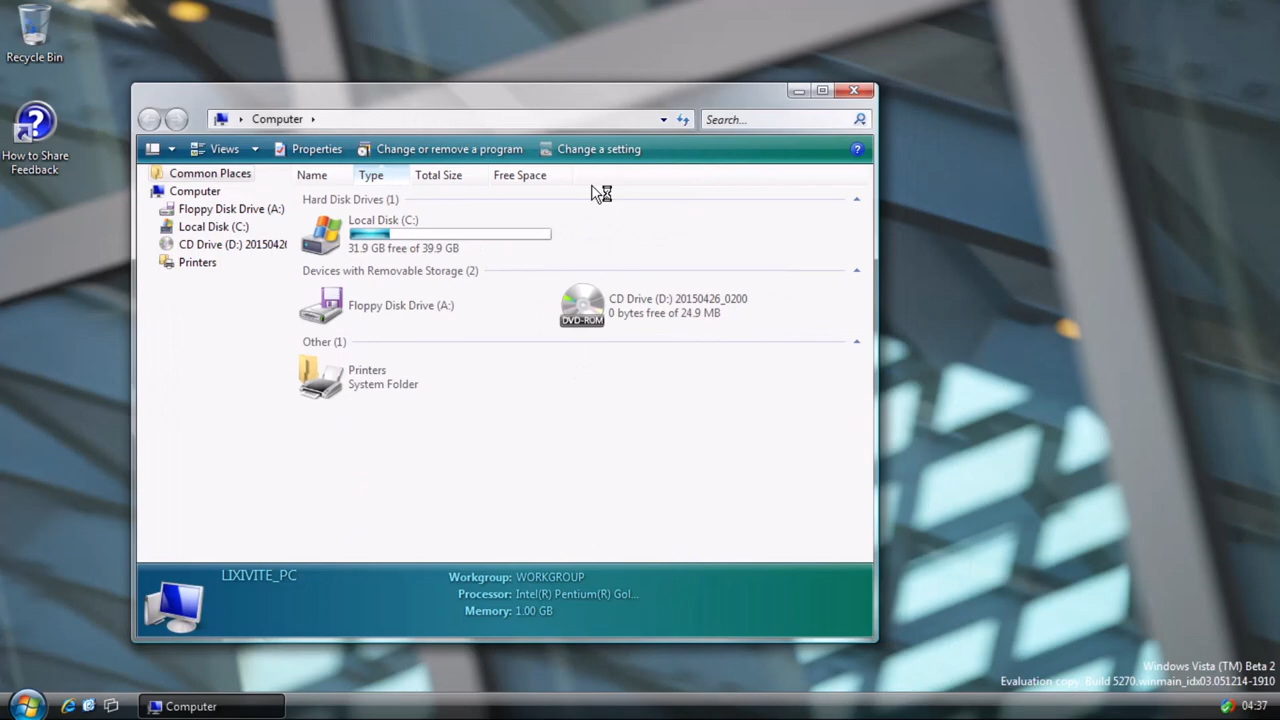 Recycle Bin
How to Share
Feedback
Computer
Search...
Views
Properties
Change or remove a program
Change a setting
Common Places
Computer
Floppy Disk Drive (A:)
Local Disk (C:)
CD Drive (D:) 20150426
Printers
Name
Type
Total Size
Free Space
Hard Disk Drives (1)
Local Disk (C:)
31.9 GB free of 39.9 GB
Devices with Removable Storage (2)
Floppy Disk Drive (A:)
DVD-ROM
CD Drive (D:) 20150426_0200
0 bytes free of 24.9 MB
Other (1)
Printers
System Folder
LIXIVITE_PC
Workgroup: WORKGROUP
Processor: Intel(R) Pentium(R) Gol...
Memory: 1.00 GB
Windows Vista (TM) Beta 2
Evaluation copy. Build 5270.winmain_idx03.051214-1910
Computer
04:37